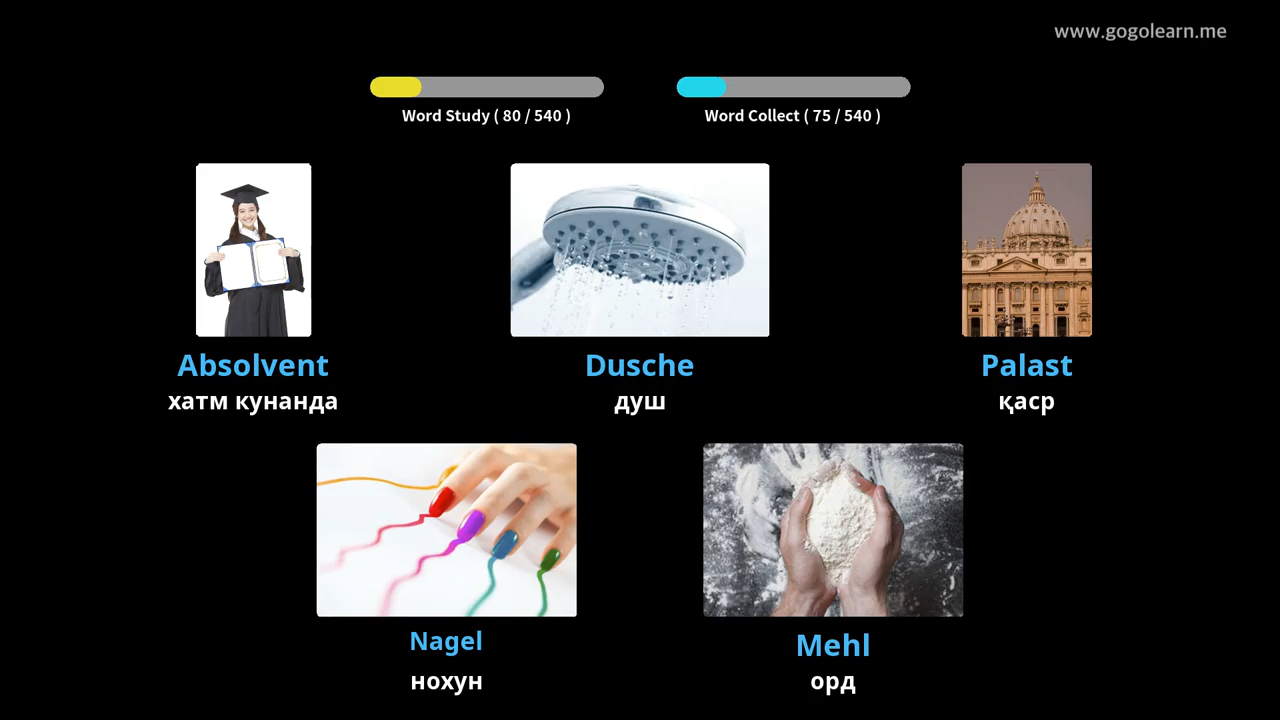 www.gogolearn.me
Word Study ( 80 / 540 )
Word Collect ( 75 / 540 )
Absolvent
хатм кунанда
Dusche
душ
Palast
қаср
Nagel
нохун
Mehl
орд